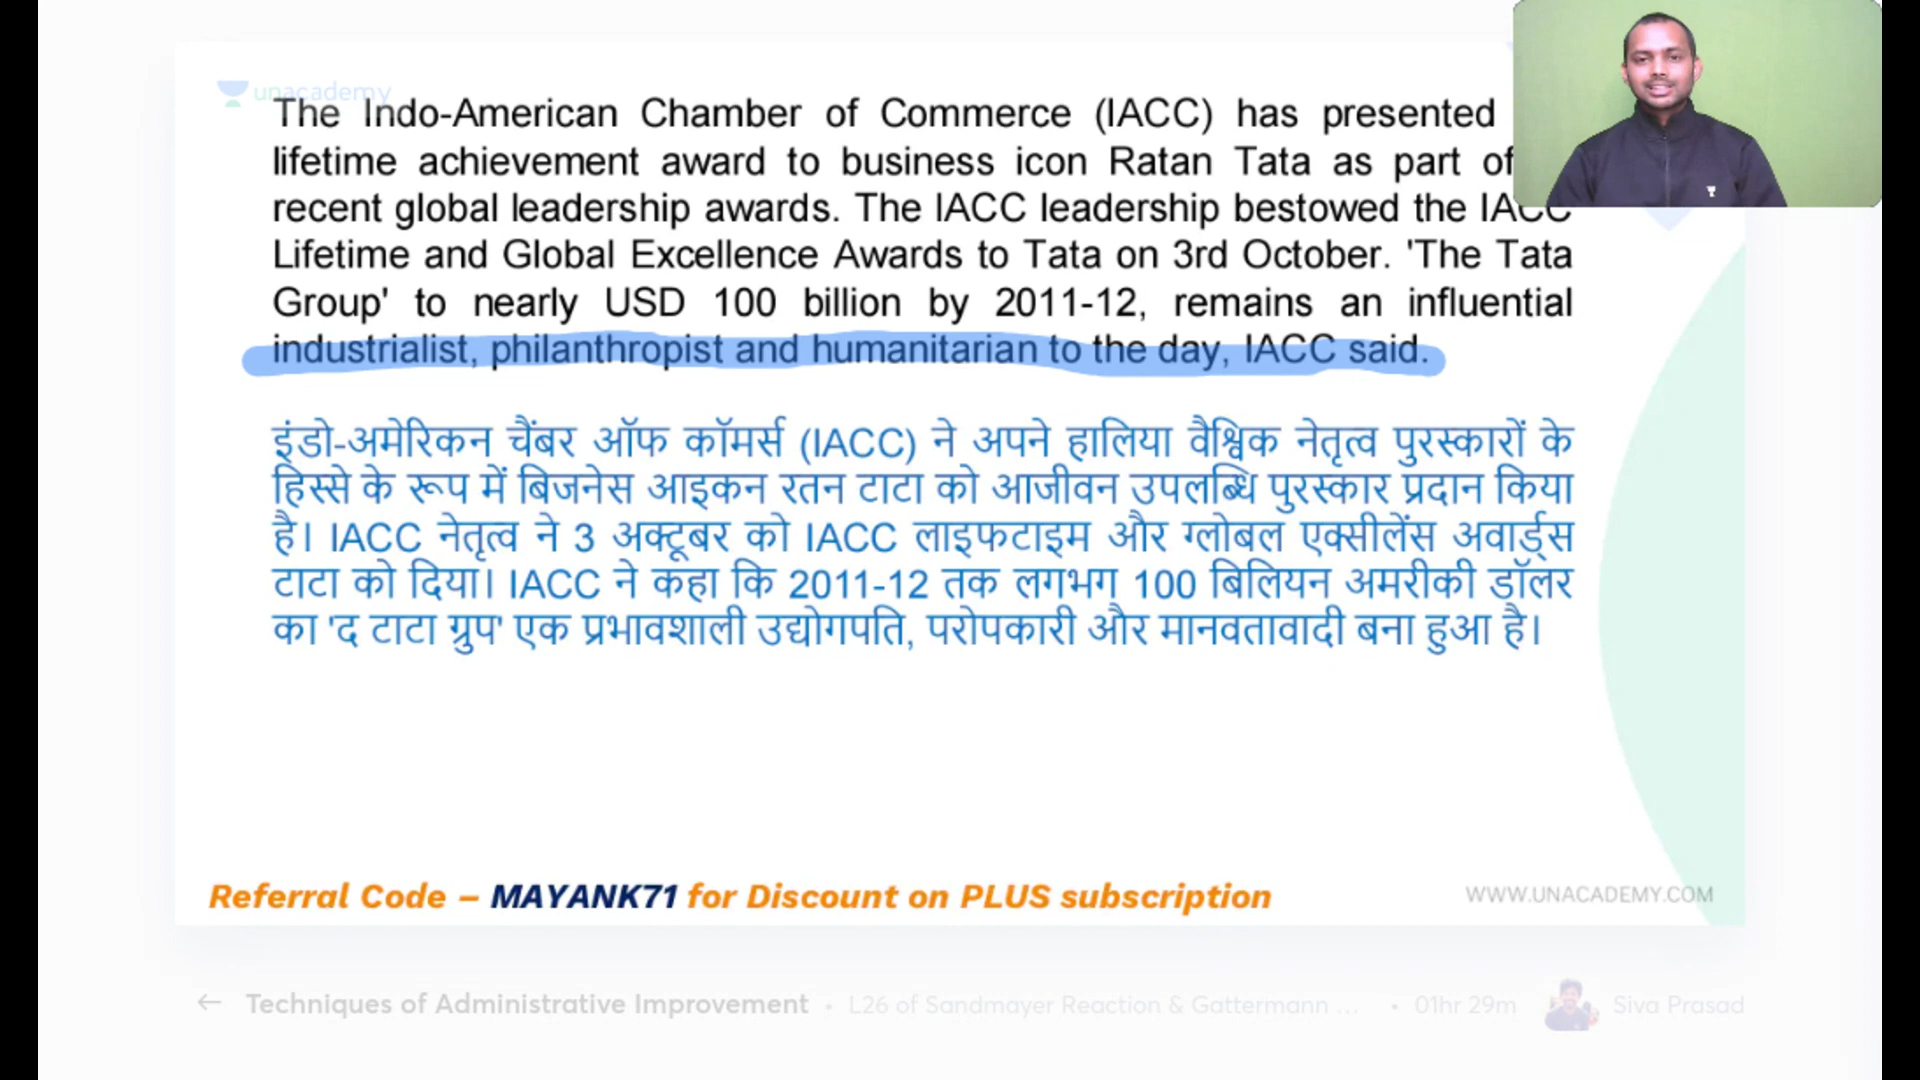 unacademy
The Indo-American Chamber of Commerce (IACC) has presented
lifetime achievement award to business icon Ratan Tata as part of
recent global leadership awards. The IACC leadership bestowed the IACC
Lifetime and Global Excellence Awards to Tata on 3rd October. 'The Tata
Group' to nearly USD 100 billion by 2011-12, remains an influential
industrialist, philanthropist and humanitarian to the day, IACC said.
इंडो-अमेरिकन चैंबर ऑफ कॉमर्स (IACC) ने अपने हालिया वैश्विक नेतृत्व पुरस्कारों के
हिस्से के रूप में बिजनेस आइकन रतन टाटा को आजीवन उपलब्धि पुरस्कार प्रदान किया
है। IACC नेतृत्व ने 3 अक्टूबर को IACC लाइफटाइम और ग्लोबल एक्सीलेंस अवार्ड्स
टाटा को दिया। IACC ने कहा कि 2011-12 तक लगभग 100 बिलियन अमरीकी डॉलर
का 'द टाटा ग्रुप' एक प्रभावशाली उद्योगपति, परोपकारी और मानवतावादी बना हुआ है।
Referral Code – MAYANK71 for Discount on PLUS subscription
WWW.UNACADEMY.COM
← Techniques of Administrative Improvement • L26 of Sandmayer Reaction & Gattermann ... • 01hr 29m Siva Prasad